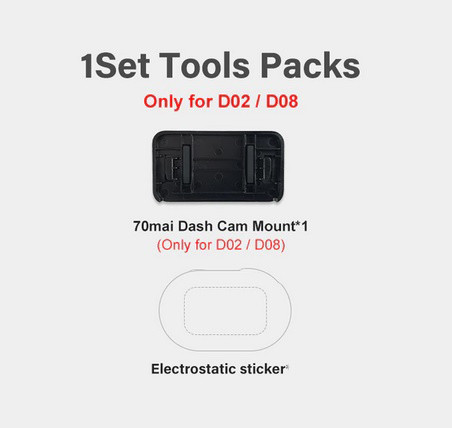 1Set Tools Packs
Only for D02 / D08
70mai Dash Cam Mount*1
(Only for D02 / D08)
Electrostatic sticker